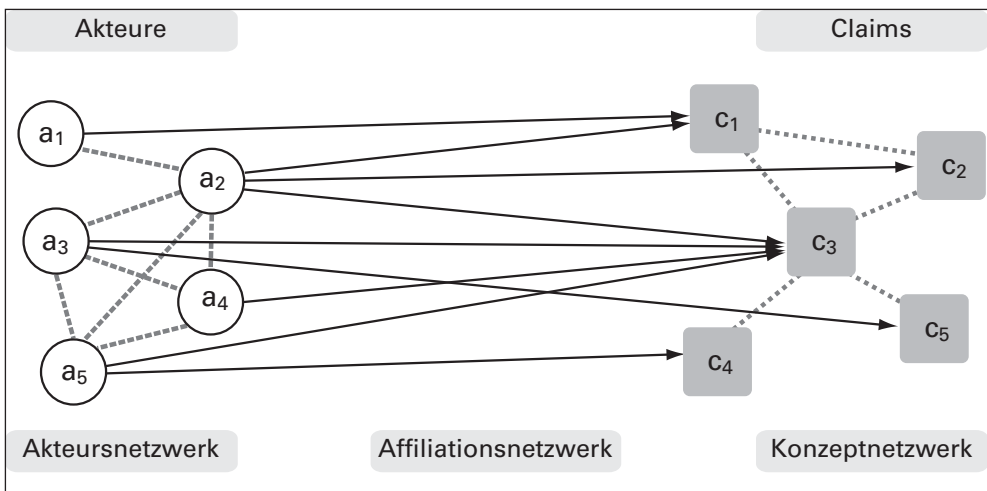 Akteure
Claims
a1
c1
a2
c2
a3
c3
a4
c5
a5
c4
Akteursnetzwerk
Affiliationsnetzwerk
Konzeptnetzwerk